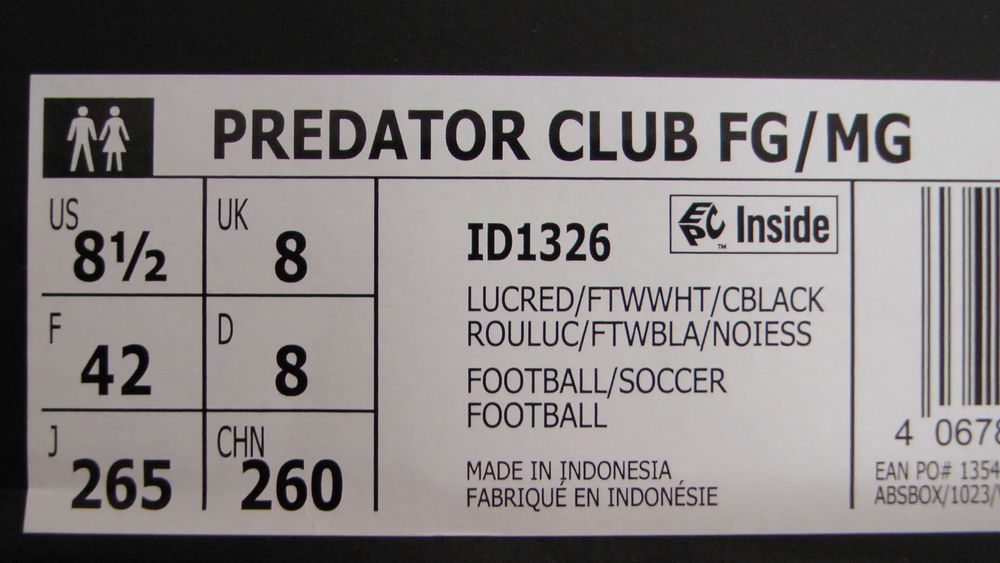 PREDATOR CLUB FG/MG
US 8½
UK 8
F 42
D 8
J 265
CHN 260
ID1326
EPC Inside
™
LUCRED/FTWWHT/CBLACK
ROULUC/FTWBLA/NOIESS
FOOTBALL/SOCCER
FOOTBALL
MADE IN INDONESIA
FABRIQUÉ EN INDONÉSIE
4 0678
EAN PO# 1354
ABSBOX/1023/